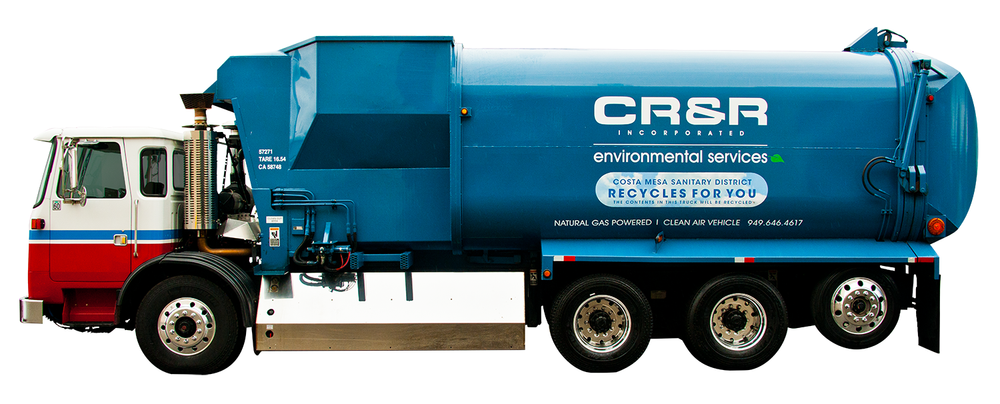 57271
TARE 16.54
CA 58748
60
CR&R
INCORPORATED
environmental services
COSTA MESA SANITARY DISTRICT
RECYCLES FOR YOU
THE CONTENTS IN THIS TRUCK WILL BE RECYCLED
NATURAL GAS POWERED | CLEAN AIR VEHICLE 949.646.4617